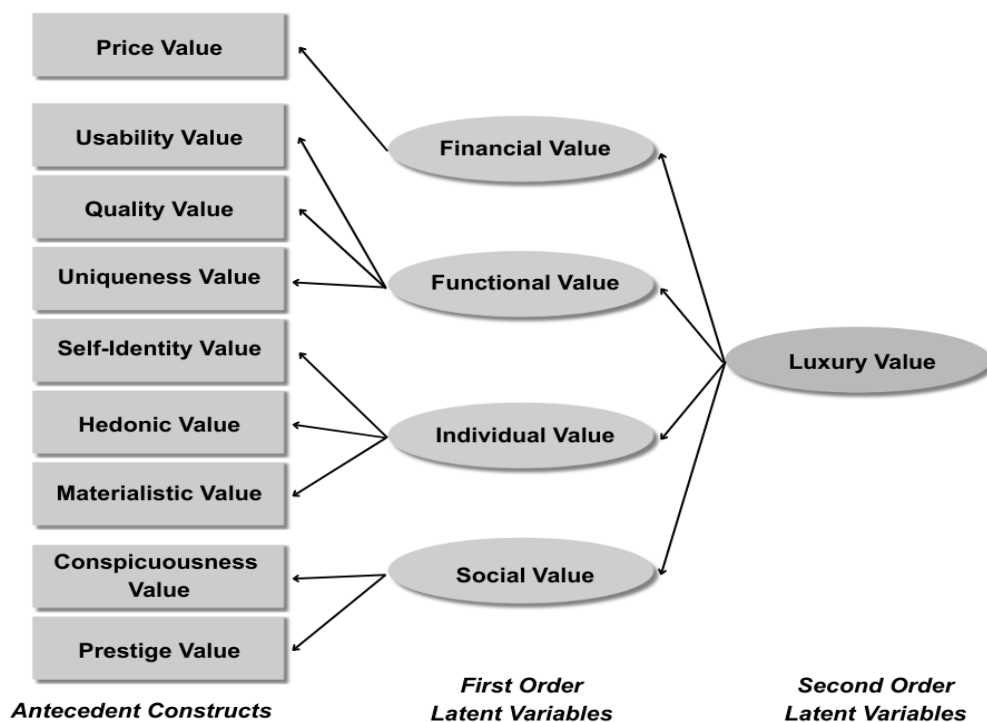 Price Value
Usability Value
Quality Value
Uniqueness Value
Self-Identity Value
Hedonic Value
Materialistic Value
Conspicuousness
Value
Prestige Value
Antecedent Constructs
Financial Value
Functional Value
Individual Value
Social Value
First Order
Latent Variables
Luxury Value
Second Order
Latent Variables